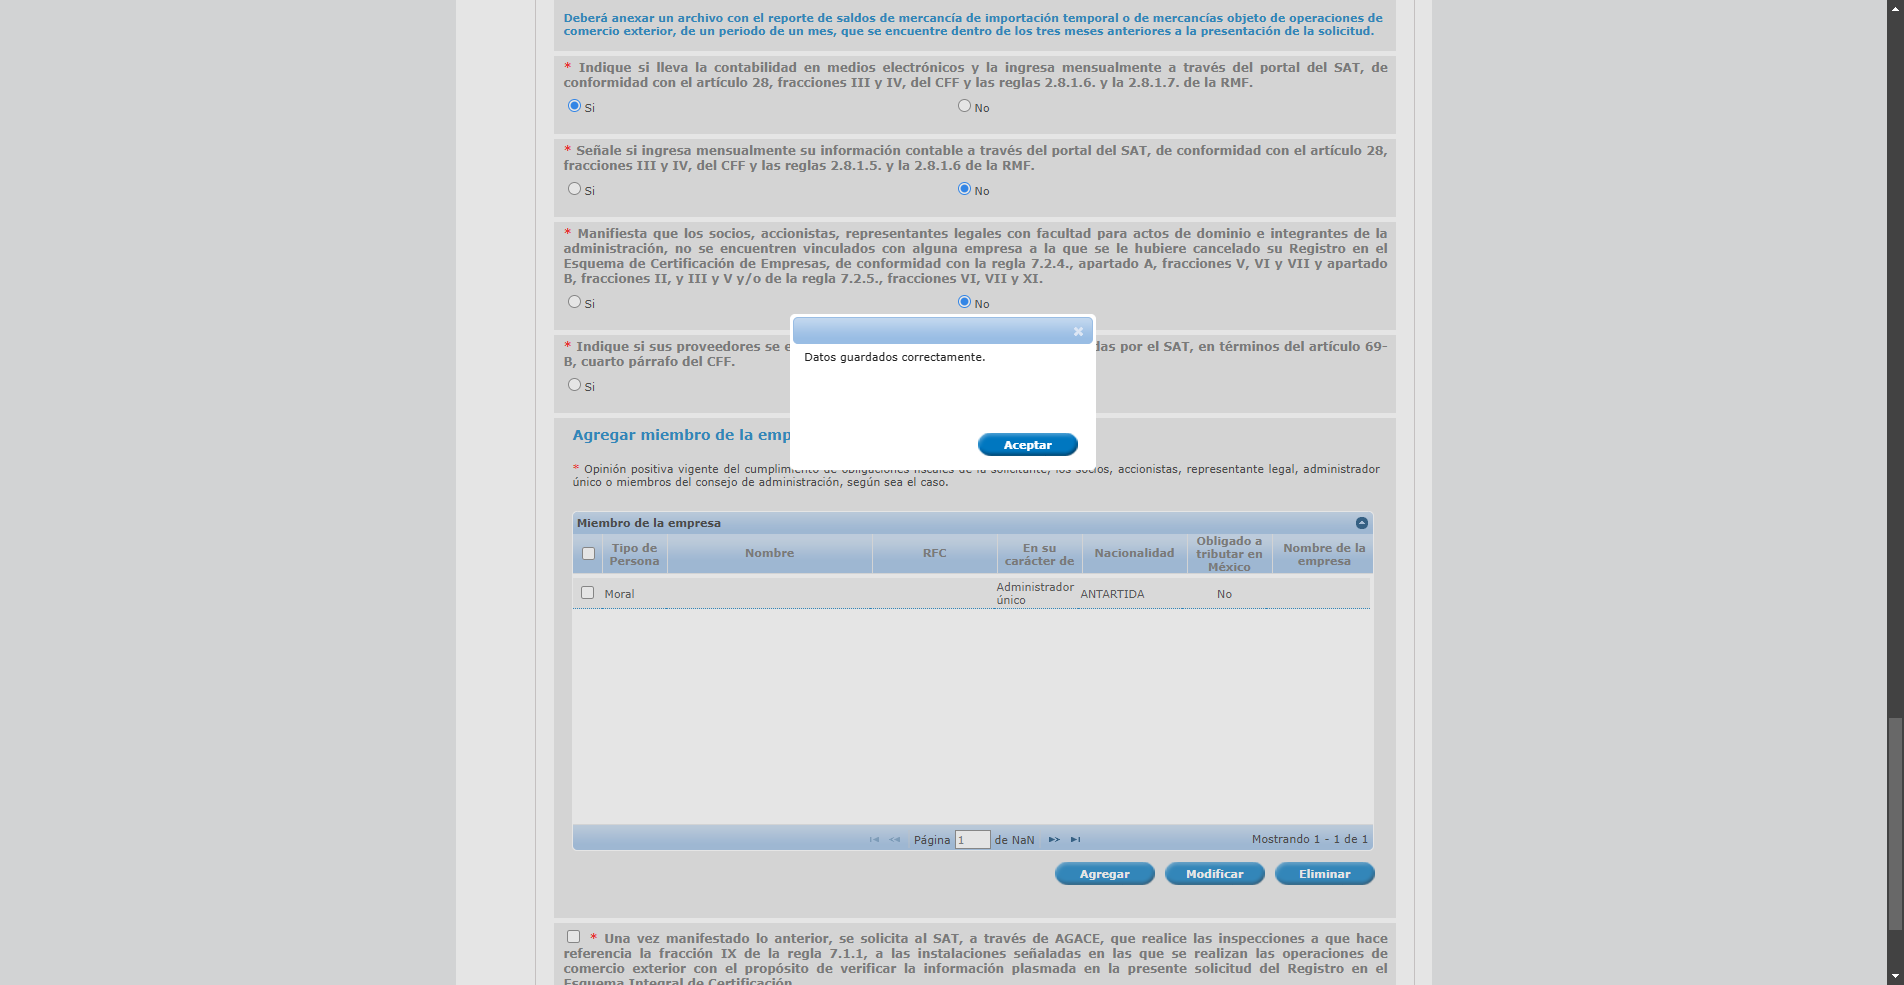 Deberá anexar un archivo con el reporte de saldos de mercancía de importación temporal o de mercancías objeto de operaciones de
comercio exterior, de un periodo de un mes, que se encuentre dentro de los tres meses anteriores a la presentación de la solicitud.
* Indique si lleva la contabilidad en medios electrónicos y la ingresa mensualmente a través del portal del SAT, de
conformidad con el artículo 28, fracciones III y IV, del CFF y las reglas 2.8.1.6. y la 2.8.1.7. de la RMF.
Si No
* Señale si ingresa mensualmente su información contable a través del portal del SAT, de conformidad con el artículo 28,
fracciones III y IV, del CFF y las reglas 2.8.1.5. y la 2.8.1.6 de la RMF.
Si No
* Manifiesta que los socios, accionistas, representantes legales con facultad para actos de dominio e integrantes de la
administración, no se encuentren vinculados con alguna empresa a la que se le hubiere cancelado su Registro en el
Esquema de Certificación de Empresas, de conformidad con la regla 7.2.4., apartado A, fracciones V, VI y VII y apartado
B, fracciones II, y III y V y/o de la regla 7.2.5., fracciones VI, VII y XI.
Si No
* Indique si sus proveedores se e
das por el SAT, en términos del artículo 69-
B, cuarto párrafo del CFF.
Si
Datos guardados correctamente.
Aceptar
Agregar miembro de la emp
* Opinión positiva vigente del cumplimiento de obligaciones fiscales de la solicitante, los socios, accionistas, representante legal, administrador
único o miembros del consejo de administración, según sea el caso.
Miembro de la empresa
Tipo de Persona Nombre RFC En su carácter de Nacionalidad Obligado a tributar en México Nombre de la empresa
Moral Administrador único ANTARTIDA No
Página 1 de NaN Mostrando 1 - 1 de 1
Agregar Modificar Eliminar
* Una vez manifestado lo anterior, se solicita al SAT, a través de AGACE, que realice las inspecciones a que hace
referencia la fracción IX de la regla 7.1.1, a las instalaciones señaladas en las que se realizan las operaciones de
comercio exterior con el propósito de verificar la información plasmada en la presente solicitud del Registro en el
Esquema Integral de Certificación.